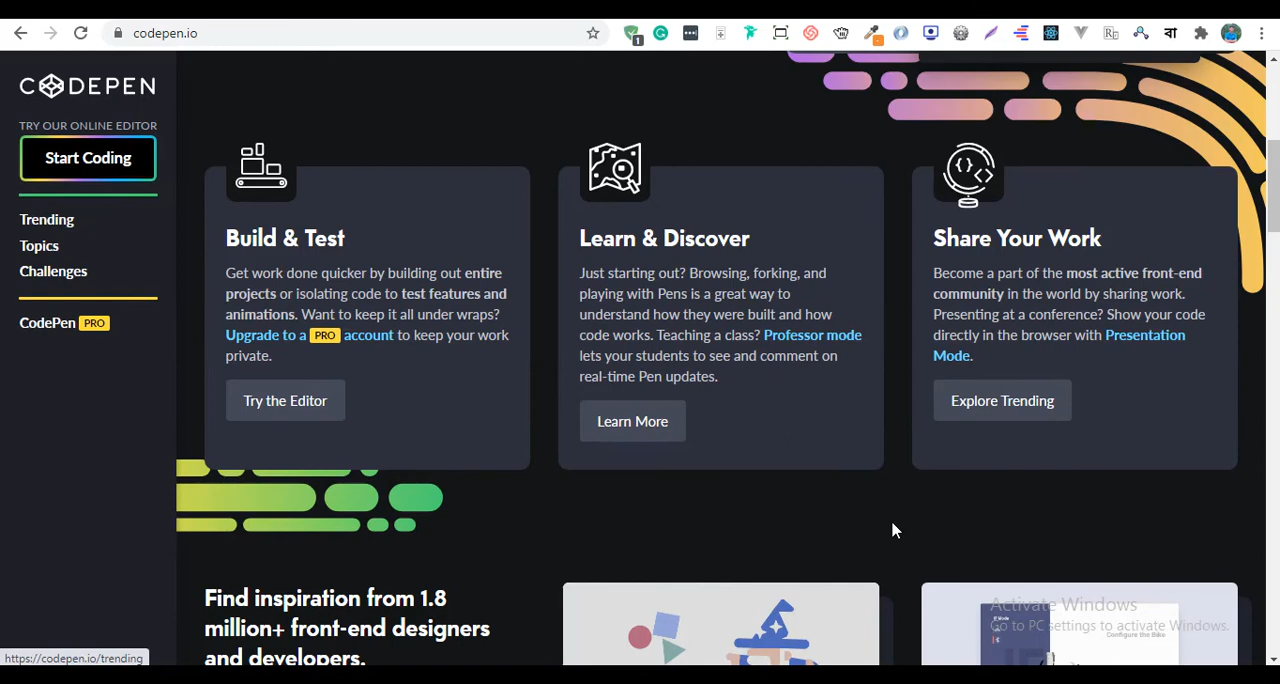 codepen.io
1
বা
CODEPEN
TRY OUR ONLINE EDITOR
Start Coding
Trending
Topics
Challenges
CodePen PRO
Build & Test
Get work done quicker by building out entire
projects or isolating code to test features and
animations. Want to keep it all under wraps?
Upgrade to a PRO account to keep your work
private.
Try the Editor
Learn & Discover
Just starting out? Browsing, forking, and
playing with Pens is a great way to
understand how they were built and how
code works. Teaching a class? Professor mode
lets your students to see and comment on
real-time Pen updates.
Learn More
Share Your Work
Become a part of the most active front-end
community in the world by sharing work.
Presenting at a conference? Show your code
directly in the browser with Presentation
Mode.
Explore Trending
Find inspiration from 1.8
million+ front-end designers
and developers.
Activate Windows
Go to PC settings to activate Windows.
Configure the Bike
https://codepen.io/trending